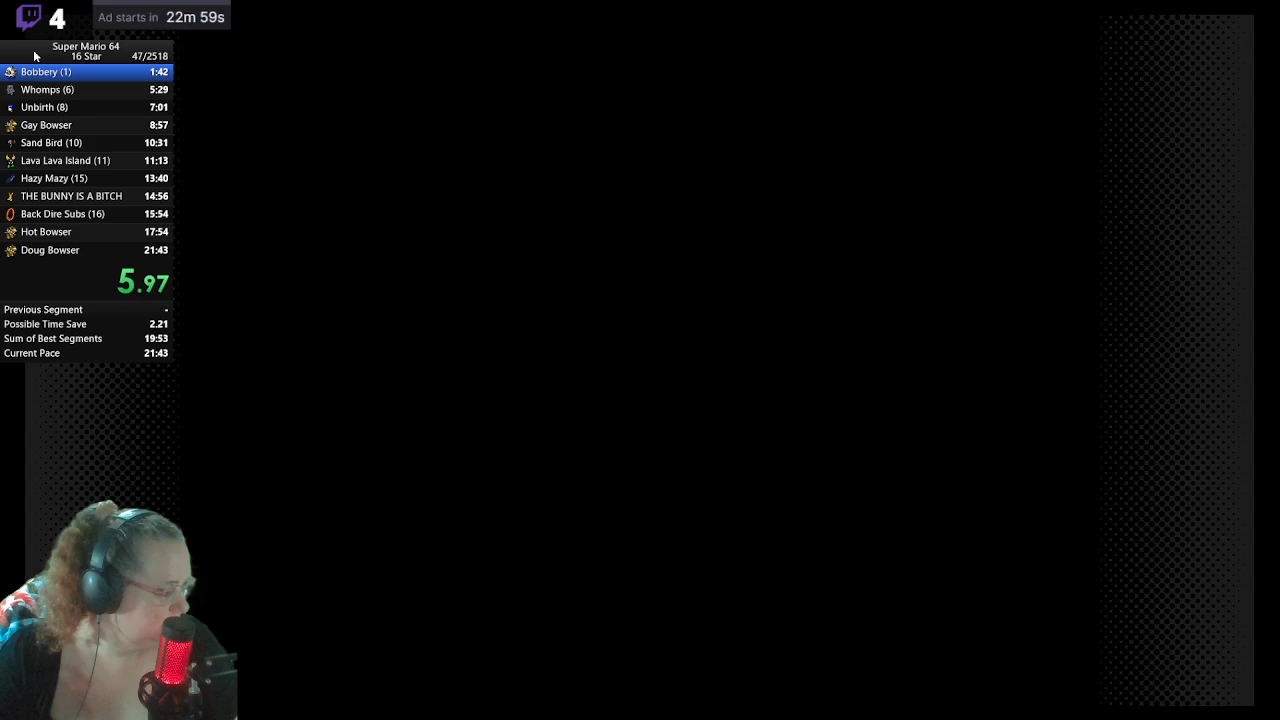 4
Ad starts in 22m 59s
Super Mario 64
16 Star 47/2518
Bobbery (1) 1:42
Whomps (6) 5:29
Unbirth (8) 7:01
Gay Bowser 8:57
Sand Bird (10) 10:31
Lava Lava Island (11) 11:13
Hazy Mazy (15) 13:40
THE BUNNY IS A BITCH 14:56
Back Dire Subs (16) 15:54
Hot Bowser 17:54
Doug Bowser 21:43
5.97
Previous Segment -
Possible Time Save 2.21
Sum of Best Segments 19:53
Current Pace 21:43